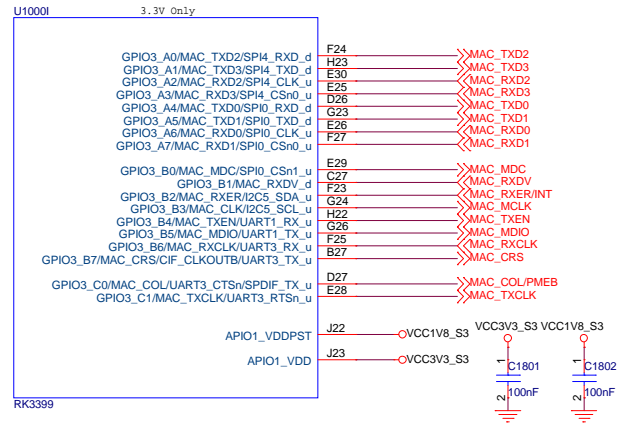 U1000I 3.3V Only
GPIO3_A0/MAC_TXD2/SPI4_RXD_d F24 MAC_TXD2
GPIO3_A1/MAC_TXD3/SPI4_TXD_d H23 MAC_TXD3
GPIO3_A2/MAC_RXD2/SPI4_CLK_u E30 MAC_RXD2
GPIO3_A3/MAC_RXD3/SPI4_CSn0_u E25 MAC_RXD3
GPIO3_A4/MAC_TXD0/SPI0_RXD_d D26 MAC_TXD0
GPIO3_A5/MAC_TXD1/SPI0_TXD_d G23 MAC_TXD1
GPIO3_A6/MAC_RXD0/SPI0_CLK_u E26 MAC_RXD0
GPIO3_A7/MAC_RXD1/SPI0_CSn0_u F27 MAC_RXD1
GPIO3_B0/MAC_MDC/SPI0_CSn1_u E29 MAC_MDC
GPIO3_B1/MAC_RXDV_d C27 MAC_RXDV
GPIO3_B2/MAC_RXER/I2C5_SDA_u F23 MAC_RXER/INT
GPIO3_B3/MAC_CLK/I2C5_SCL_u G24 MAC_MCLK
GPIO3_B4/MAC_TXEN/UART1_RX_u H22 MAC_TXEN
GPIO3_B5/MAC_MDIO/UART1_TX_u G26 MAC_MDIO
GPIO3_B6/MAC_RXCLK/UART3_RX_u F25 MAC_RXCLK
GPIO3_B7/MAC_CRS/CIF_CLKOUTB/UART3_TX_u B27 MAC_CRS
GPIO3_C0/MAC_COL/UART3_CTSn/SPDIF_TX_u D27 MAC_COL/PMEB
GPIO3_C1/MAC_TXCLK/UART3_RTSn_u E28 MAC_TXCLK
APIO1_VDDPST J22 VCC1V8_S3 VCC3V3_S3 VCC1V8_S3
APIO1_VDD J23 VCC3V3_S3
1 C1801 1 C1802
2 100nF 2 100nF
RK3399